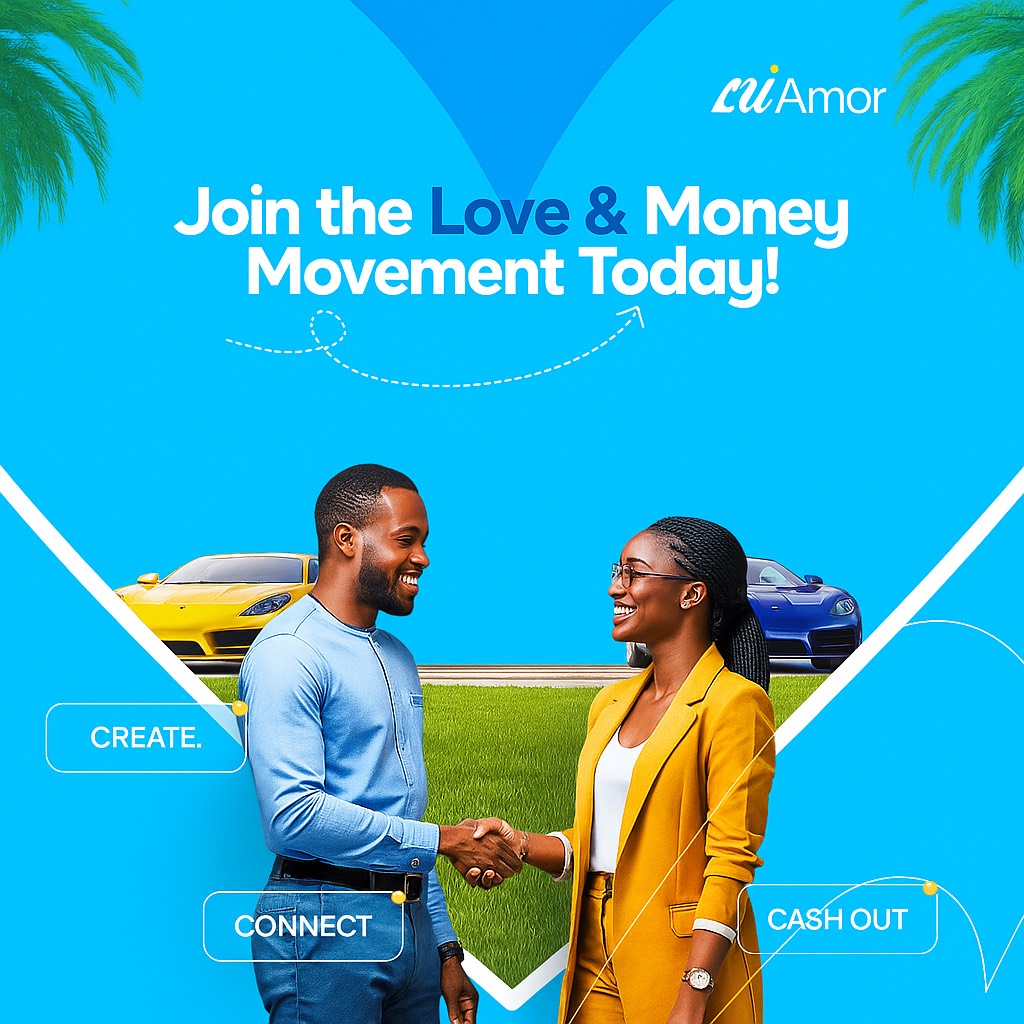 LuiAmor
Join the Love & Money
Movement Today!
CREATE.
CONNECT
CASH OUT